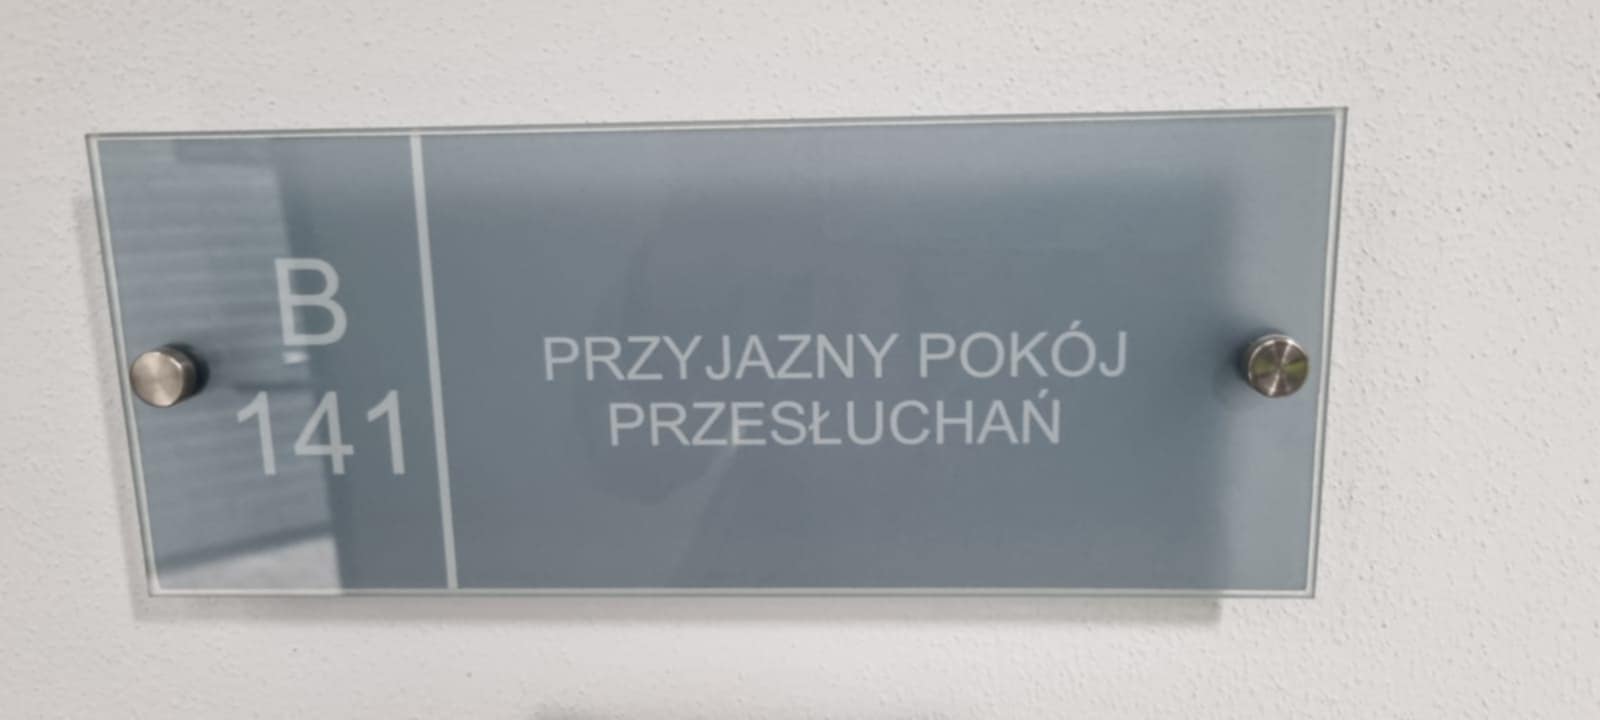 B
141
PRZYJAZNY POKÓJ
PRZESŁUCHAŃ